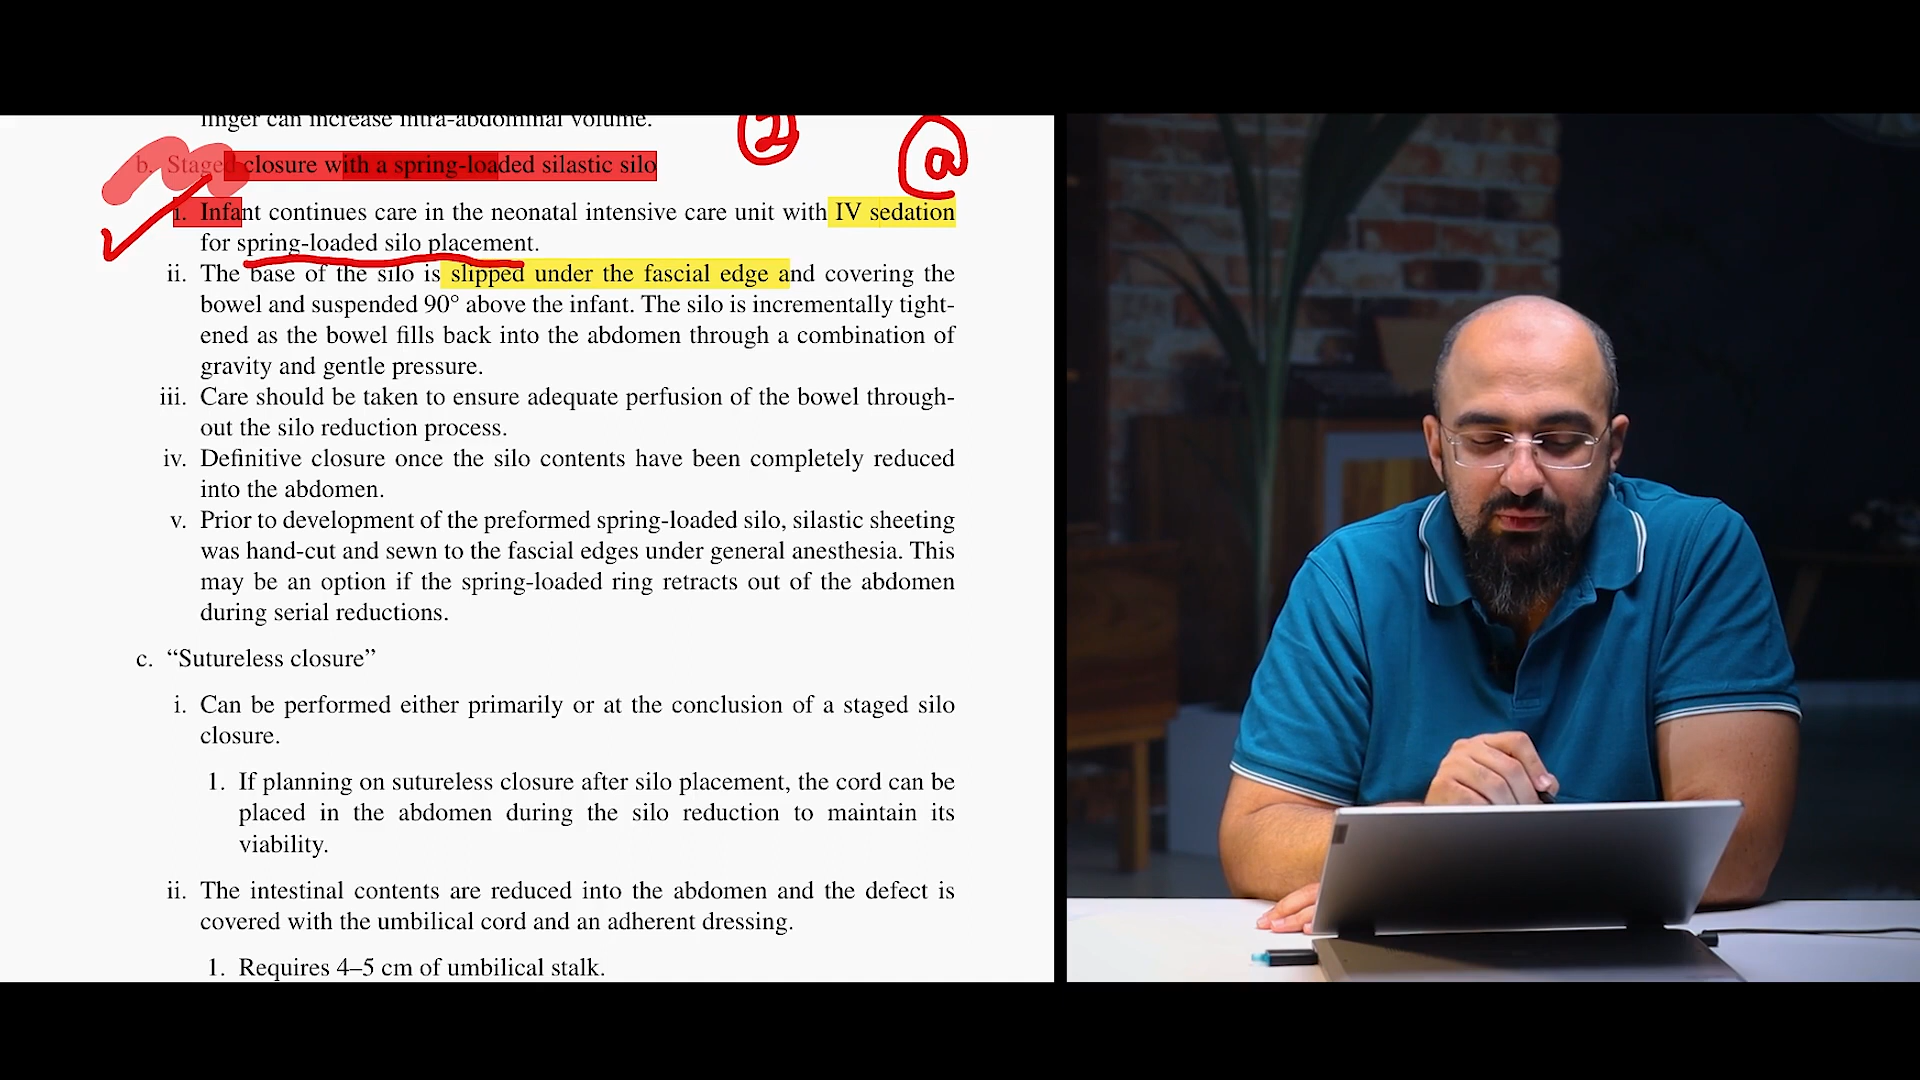 finger can increase intra-abdominal volume.
2
a
b. Staged closure with a spring-loaded silastic silo
i. Infant continues care in the neonatal intensive care unit with IV sedation
for spring-loaded silo placement.
ii. The base of the silo is slipped under the fascial edge and covering the
bowel and suspended 90° above the infant. The silo is incrementally tight-
ened as the bowel fills back into the abdomen through a combination of
gravity and gentle pressure.
iii. Care should be taken to ensure adequate perfusion of the bowel through-
out the silo reduction process.
iv. Definitive closure once the silo contents have been completely reduced
into the abdomen.
v. Prior to development of the preformed spring-loaded silo, silastic sheeting
was hand-cut and sewn to the fascial edges under general anesthesia. This
may be an option if the spring-loaded ring retracts out of the abdomen
during serial reductions.
c. “Sutureless closure”
i. Can be performed either primarily or at the conclusion of a staged silo
closure.
1. If planning on sutureless closure after silo placement, the cord can be
placed in the abdomen during the silo reduction to maintain its
viability.
ii. The intestinal contents are reduced into the abdomen and the defect is
covered with the umbilical cord and an adherent dressing.
1. Requires 4–5 cm of umbilical stalk.